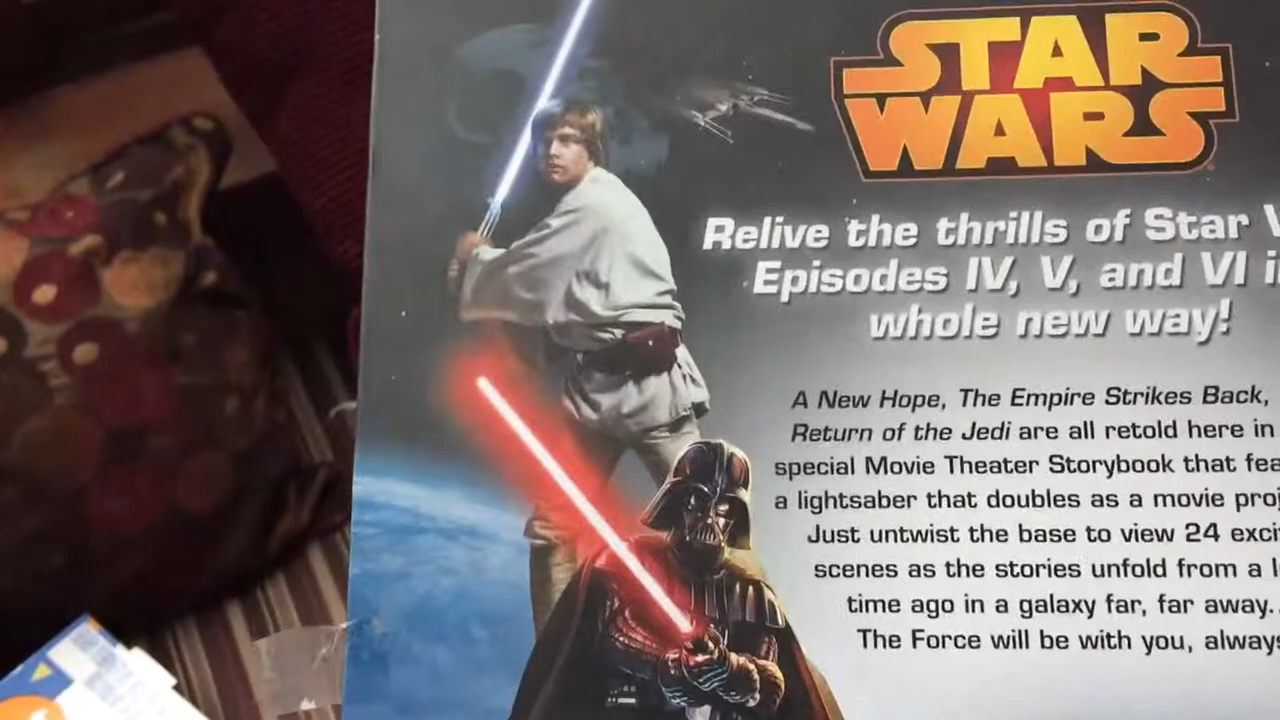 STAR
WARS
Relive the thrills of Star
Episodes IV, V, and VI
whole new way!
A New Hope, The Empire Strikes Back,
Return of the Jedi are all retold here in
special Movie Theater Storybook that
a lightsaber that doubles as a movie
Just untwist the base to view 24
scenes as the stories unfold from a
time ago in a galaxy far, far away.
The Force will be with you,